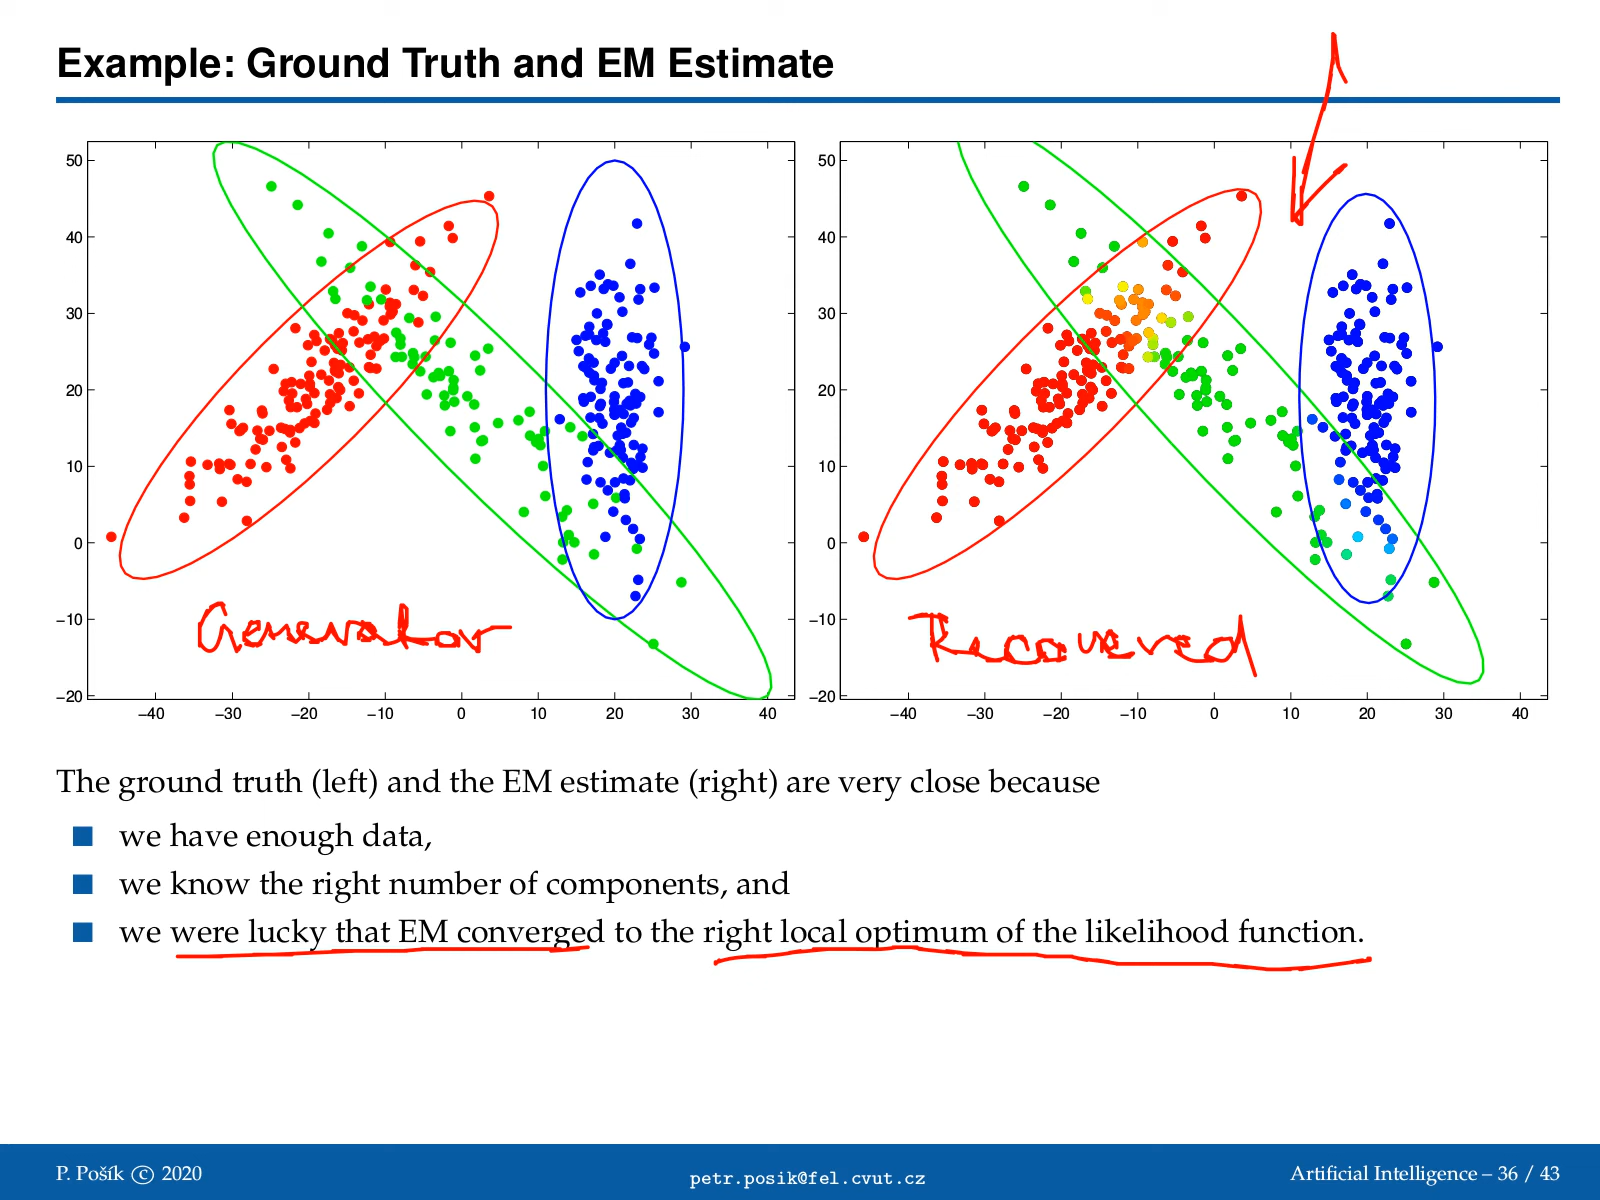 Example: Ground Truth and EM Estimate
50
40
30
20
10
0
−10
−20
−40 −30 −20 −10 0 10 20 30 40
Generator
50
40
30
20
10
0
−10
−20
−40 −30 −20 −10 0 10 20 30 40
Recovered
The ground truth (left) and the EM estimate (right) are very close because
we have enough data,
we know the right number of components, and
we were lucky that EM converged to the right local optimum of the likelihood function.
P. Pošík © 2020
petr.posik@fel.cvut.cz
Artificial Intelligence – 36 / 43